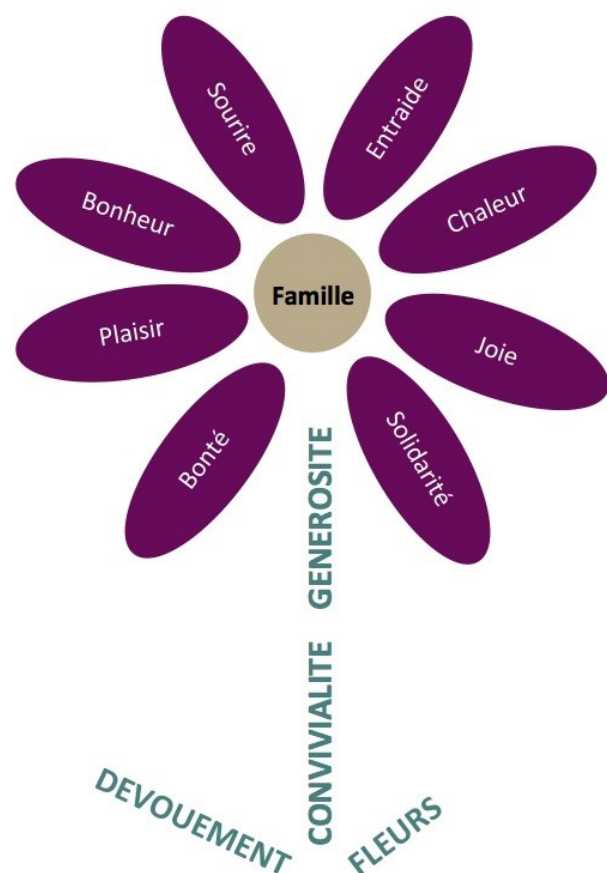 Sourire
Entraide
Bonheur
Chaleur
Famille
Plaisir
Joie
Bonté
Solidarité
GENEROSITE
CONVIVIALITE
DEVOUEMENT
FLEURS